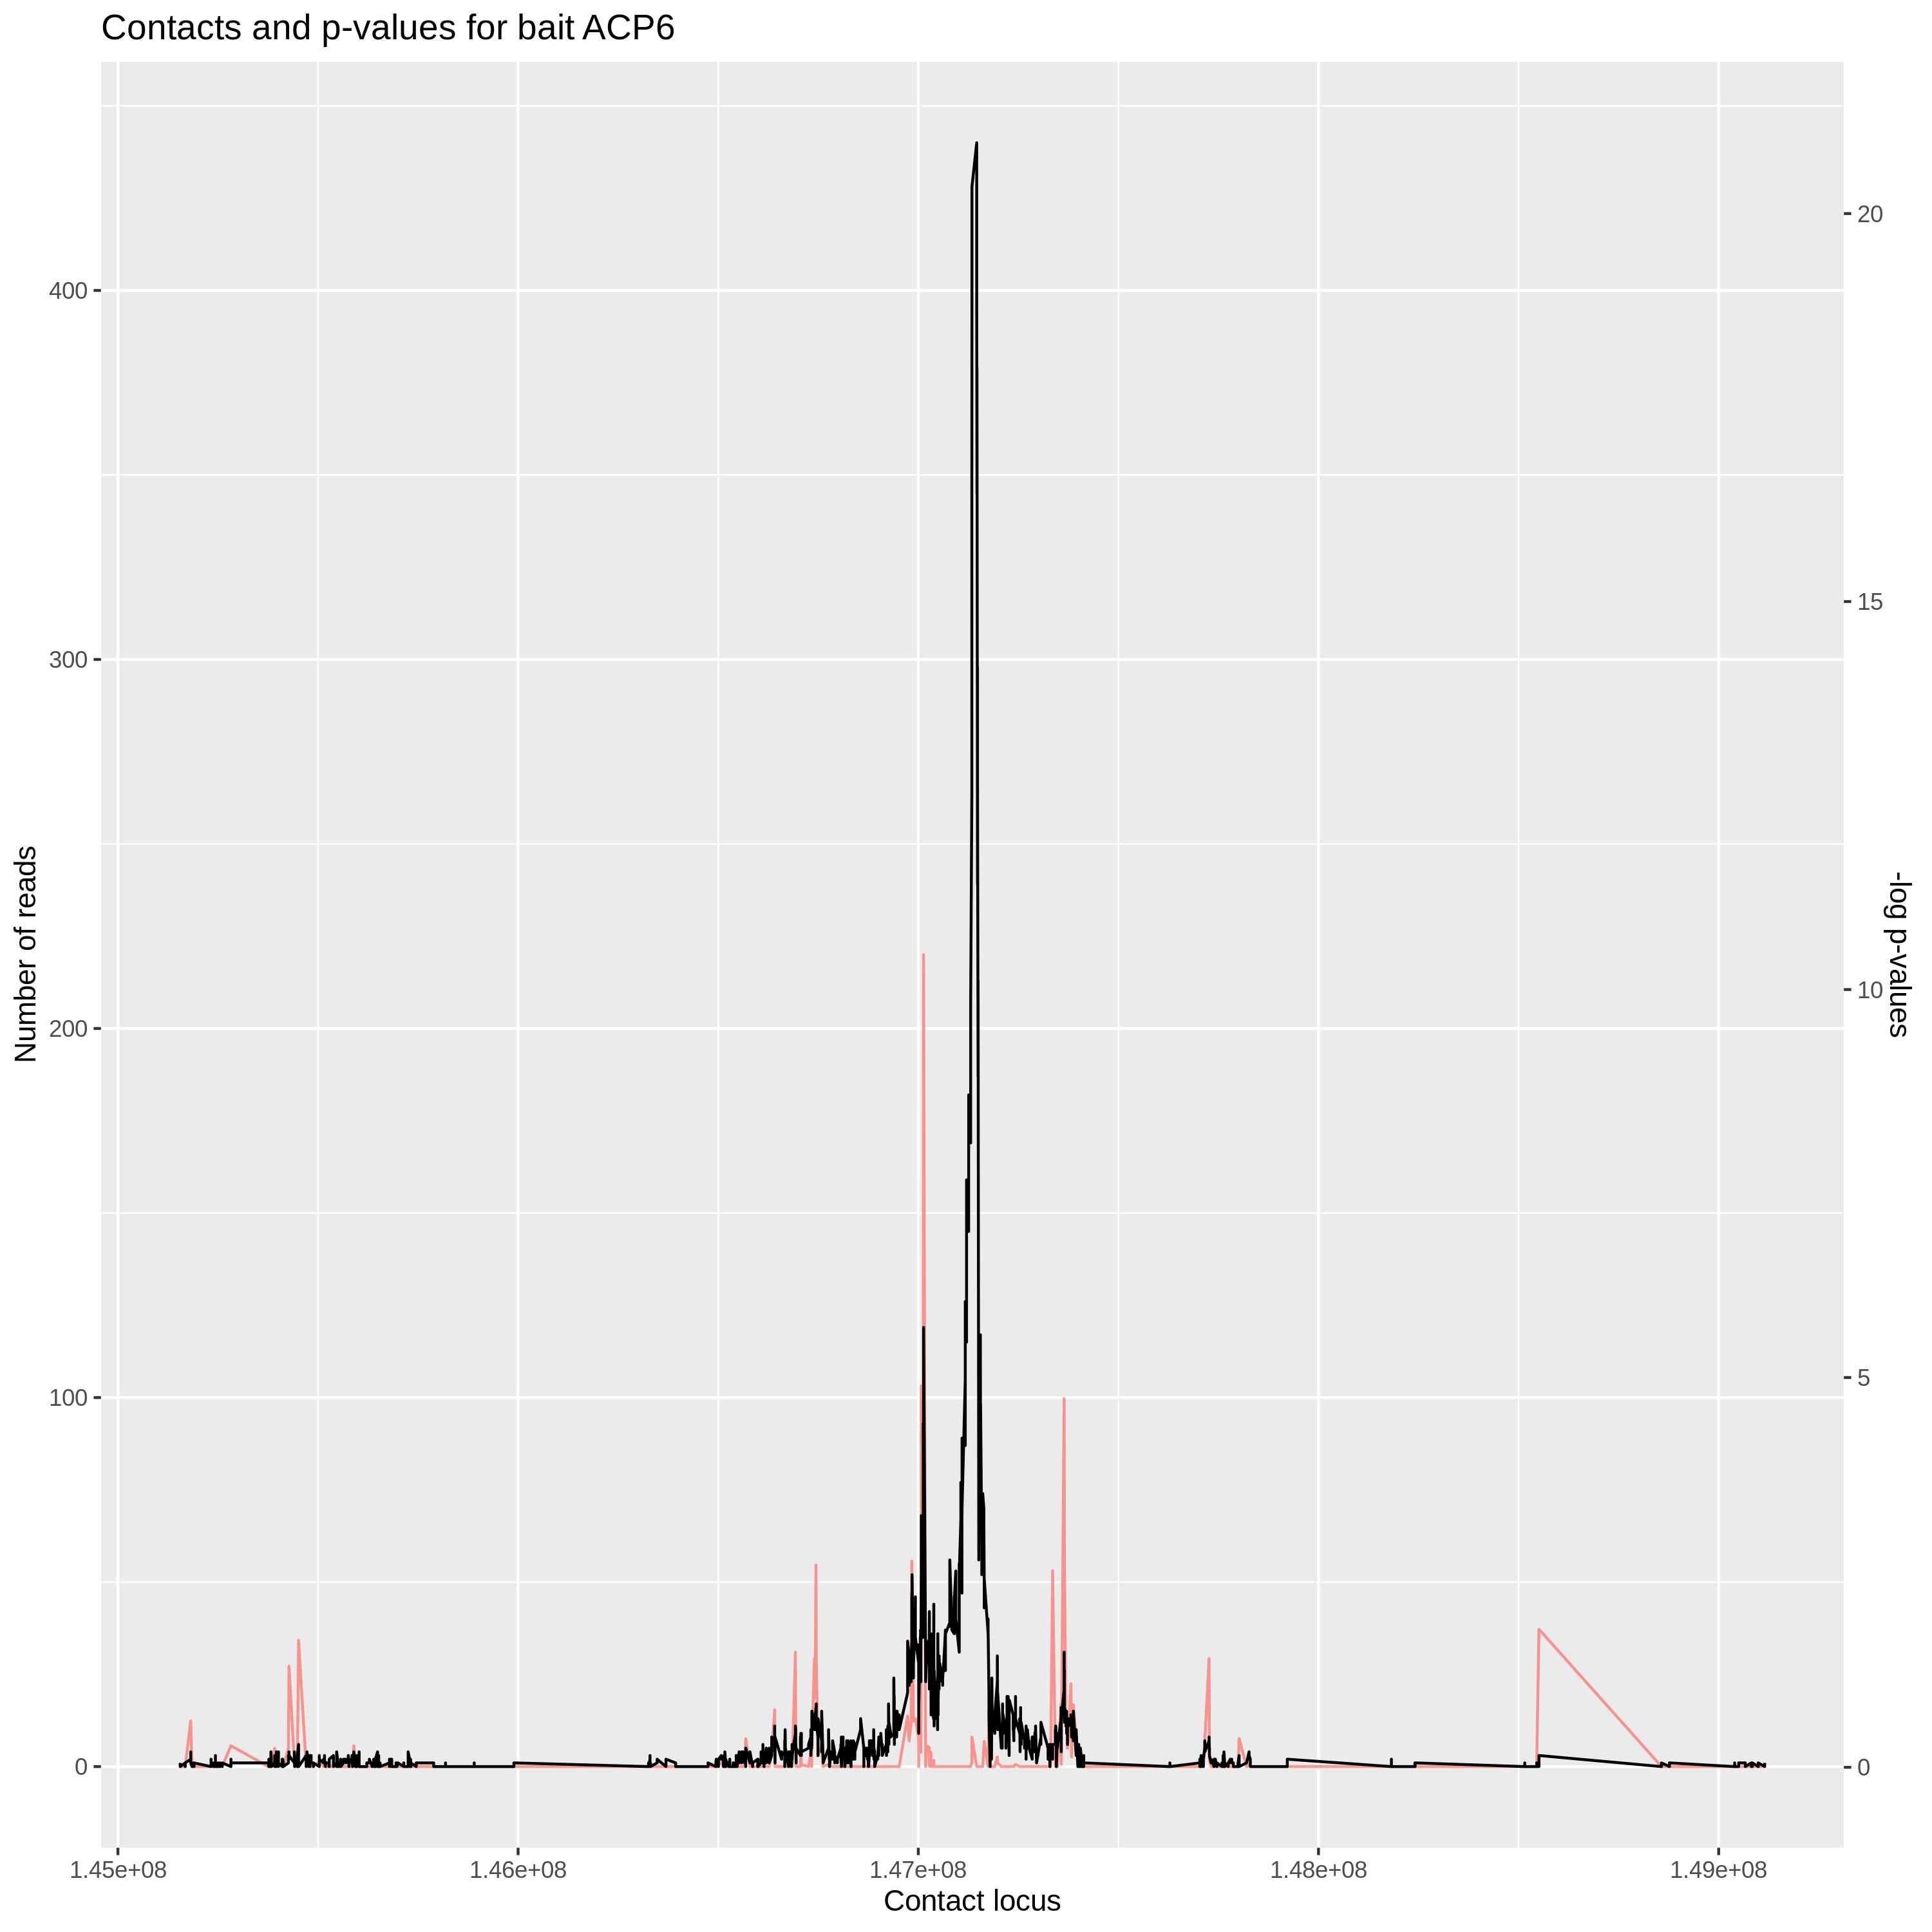 Contacts and p-values for bait ACP6
Number of reads
400
300
200
100
0
20
15
10
5
0
-log p-values
1.45e+08
1.46e+08
1.47e+08
1.48e+08
1.49e+08
Contact locus